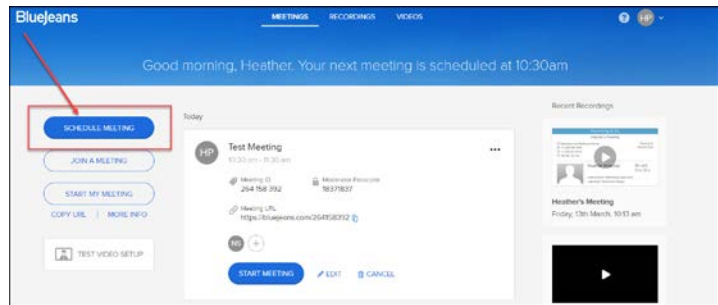 BlueJeans
MEETINGS RECORDINGS VIDEOS
HP
Good morning, Heather. Your next meeting is scheduled at 10:30am
SCHEDULE MEETING
JOIN A MEETING
START MY MEETING
COPY URL | MORE INFO
TEST VIDEO SETUP
Today
HP
Test Meeting
10:30 am - 11:30 am
Meeting ID
264 158 392
Moderator Passcode
18371837
Meeting URL
https://bluejeans.com/264158392
NS
START MEETING EDIT CANCEL
Recent Recordings
Heather's Meeting
Friday, 13th March, 10:13 am